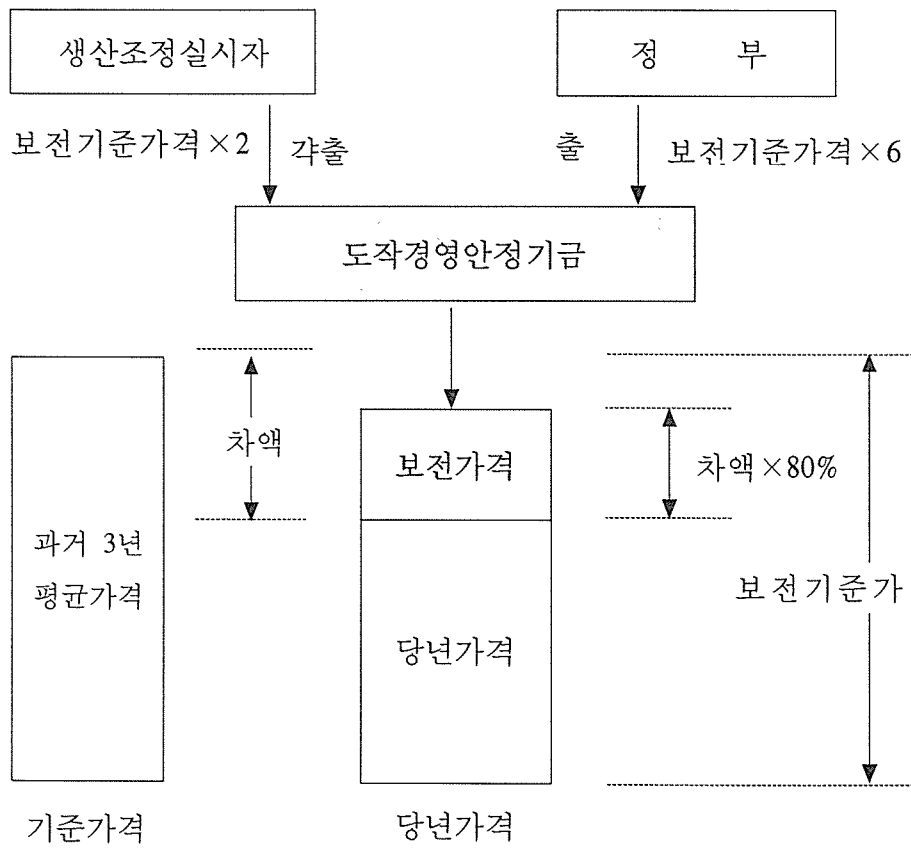 생산조정실시자
정 부
보전기준가격×2
갹출
출
보전기준가격×6
도작경영안정기금
차액
보전가격
차액×80%
과거 3년
평균가격
보전기준가
당년가격
기준가격
당년가격